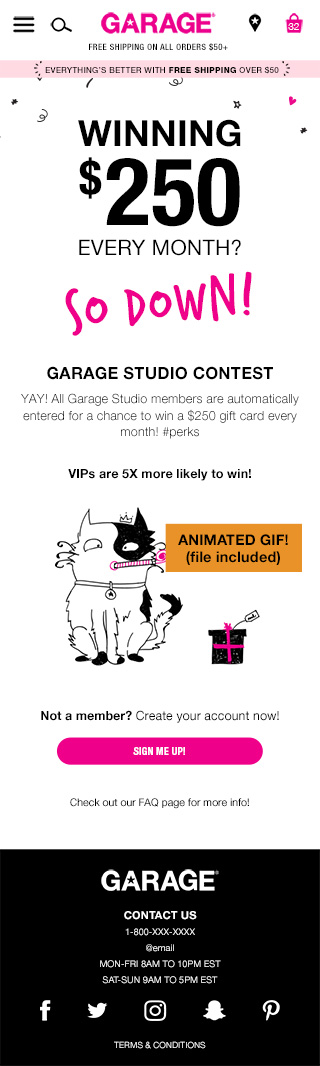 GARAGE
32
FREE SHIPPING ON ALL ORDERS $50+
EVERYTHING'S BETTER WITH FREE SHIPPING OVER $50
WINNING
$250
EVERY MONTH?
SO DOWN!
GARAGE STUDIO CONTEST
YAY! All Garage Studio members are automatically
entered for a chance to win a $250 gift card every
month! #perks
VIPs are 5X more likely to win!
ANIMATED GIF!
(file included)
Not a member? Create your account now!
SIGN ME UP!
Check out our FAQ page for more info!
GARAGE
CONTACT US
1-800-XXX-XXXX
@email
MON-FRI 8AM TO 10PM EST
SAT-SUN 9AM TO 5PM EST
TERMS & CONDITIONS